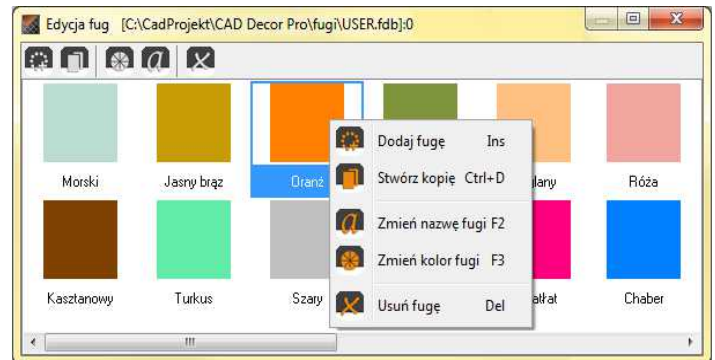 Edycja fug [C:\CadProjekt\CAD Decor Pro\fugi\USER.fdb]:0
Morski Jasny brąz Oranż Róża
Dodaj fugę Ins
Stwórz kopię Ctrl+D
Zmień nazwę fugi F2
Zmień kolor fugi F3
Usuń fugę Del
Kasztanowy Turkus Szary Chaber